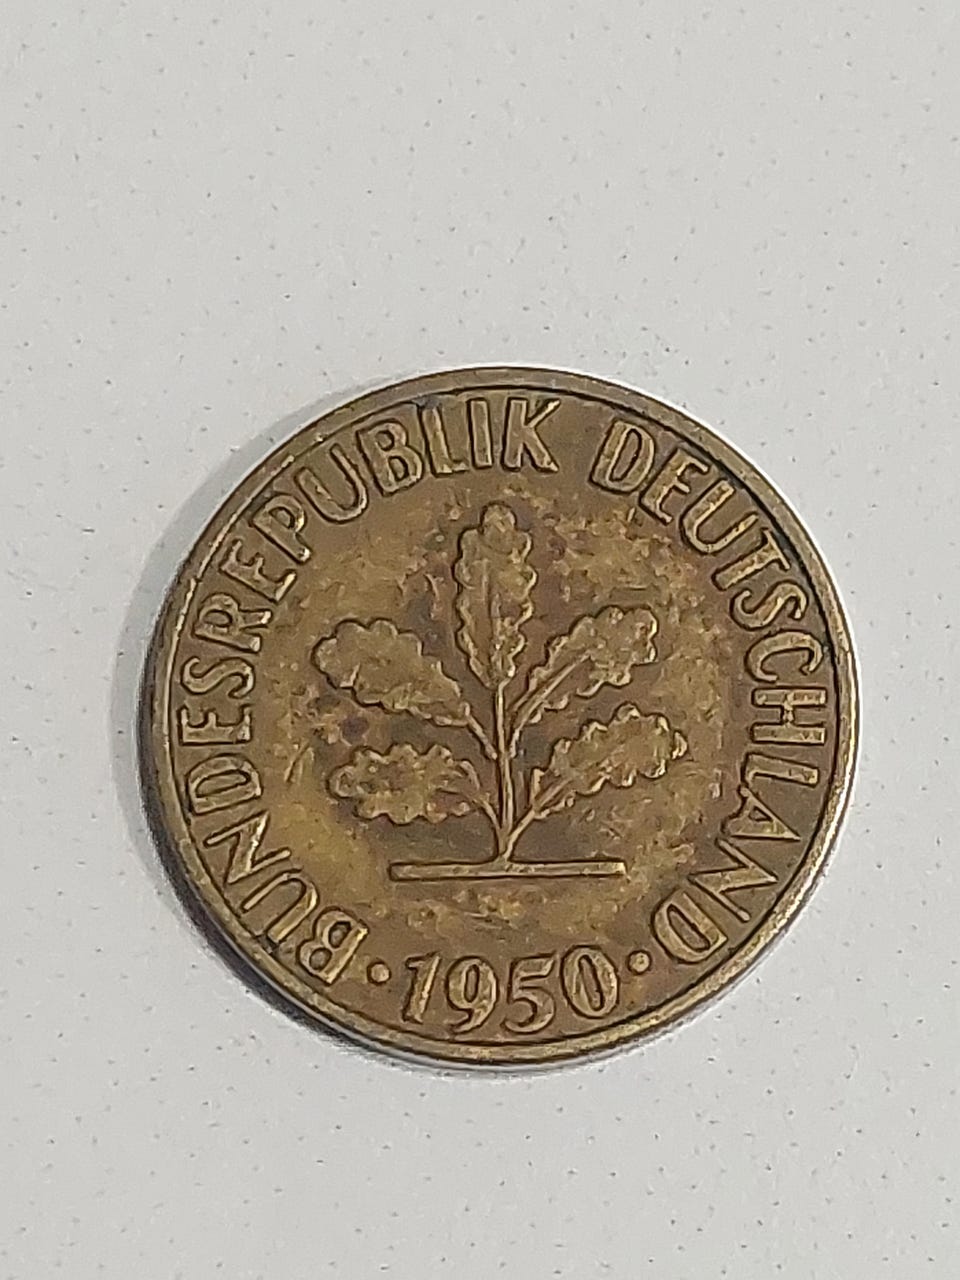 BUNDESREPUBLIK DEUTSCHLAND
· 1950 ·